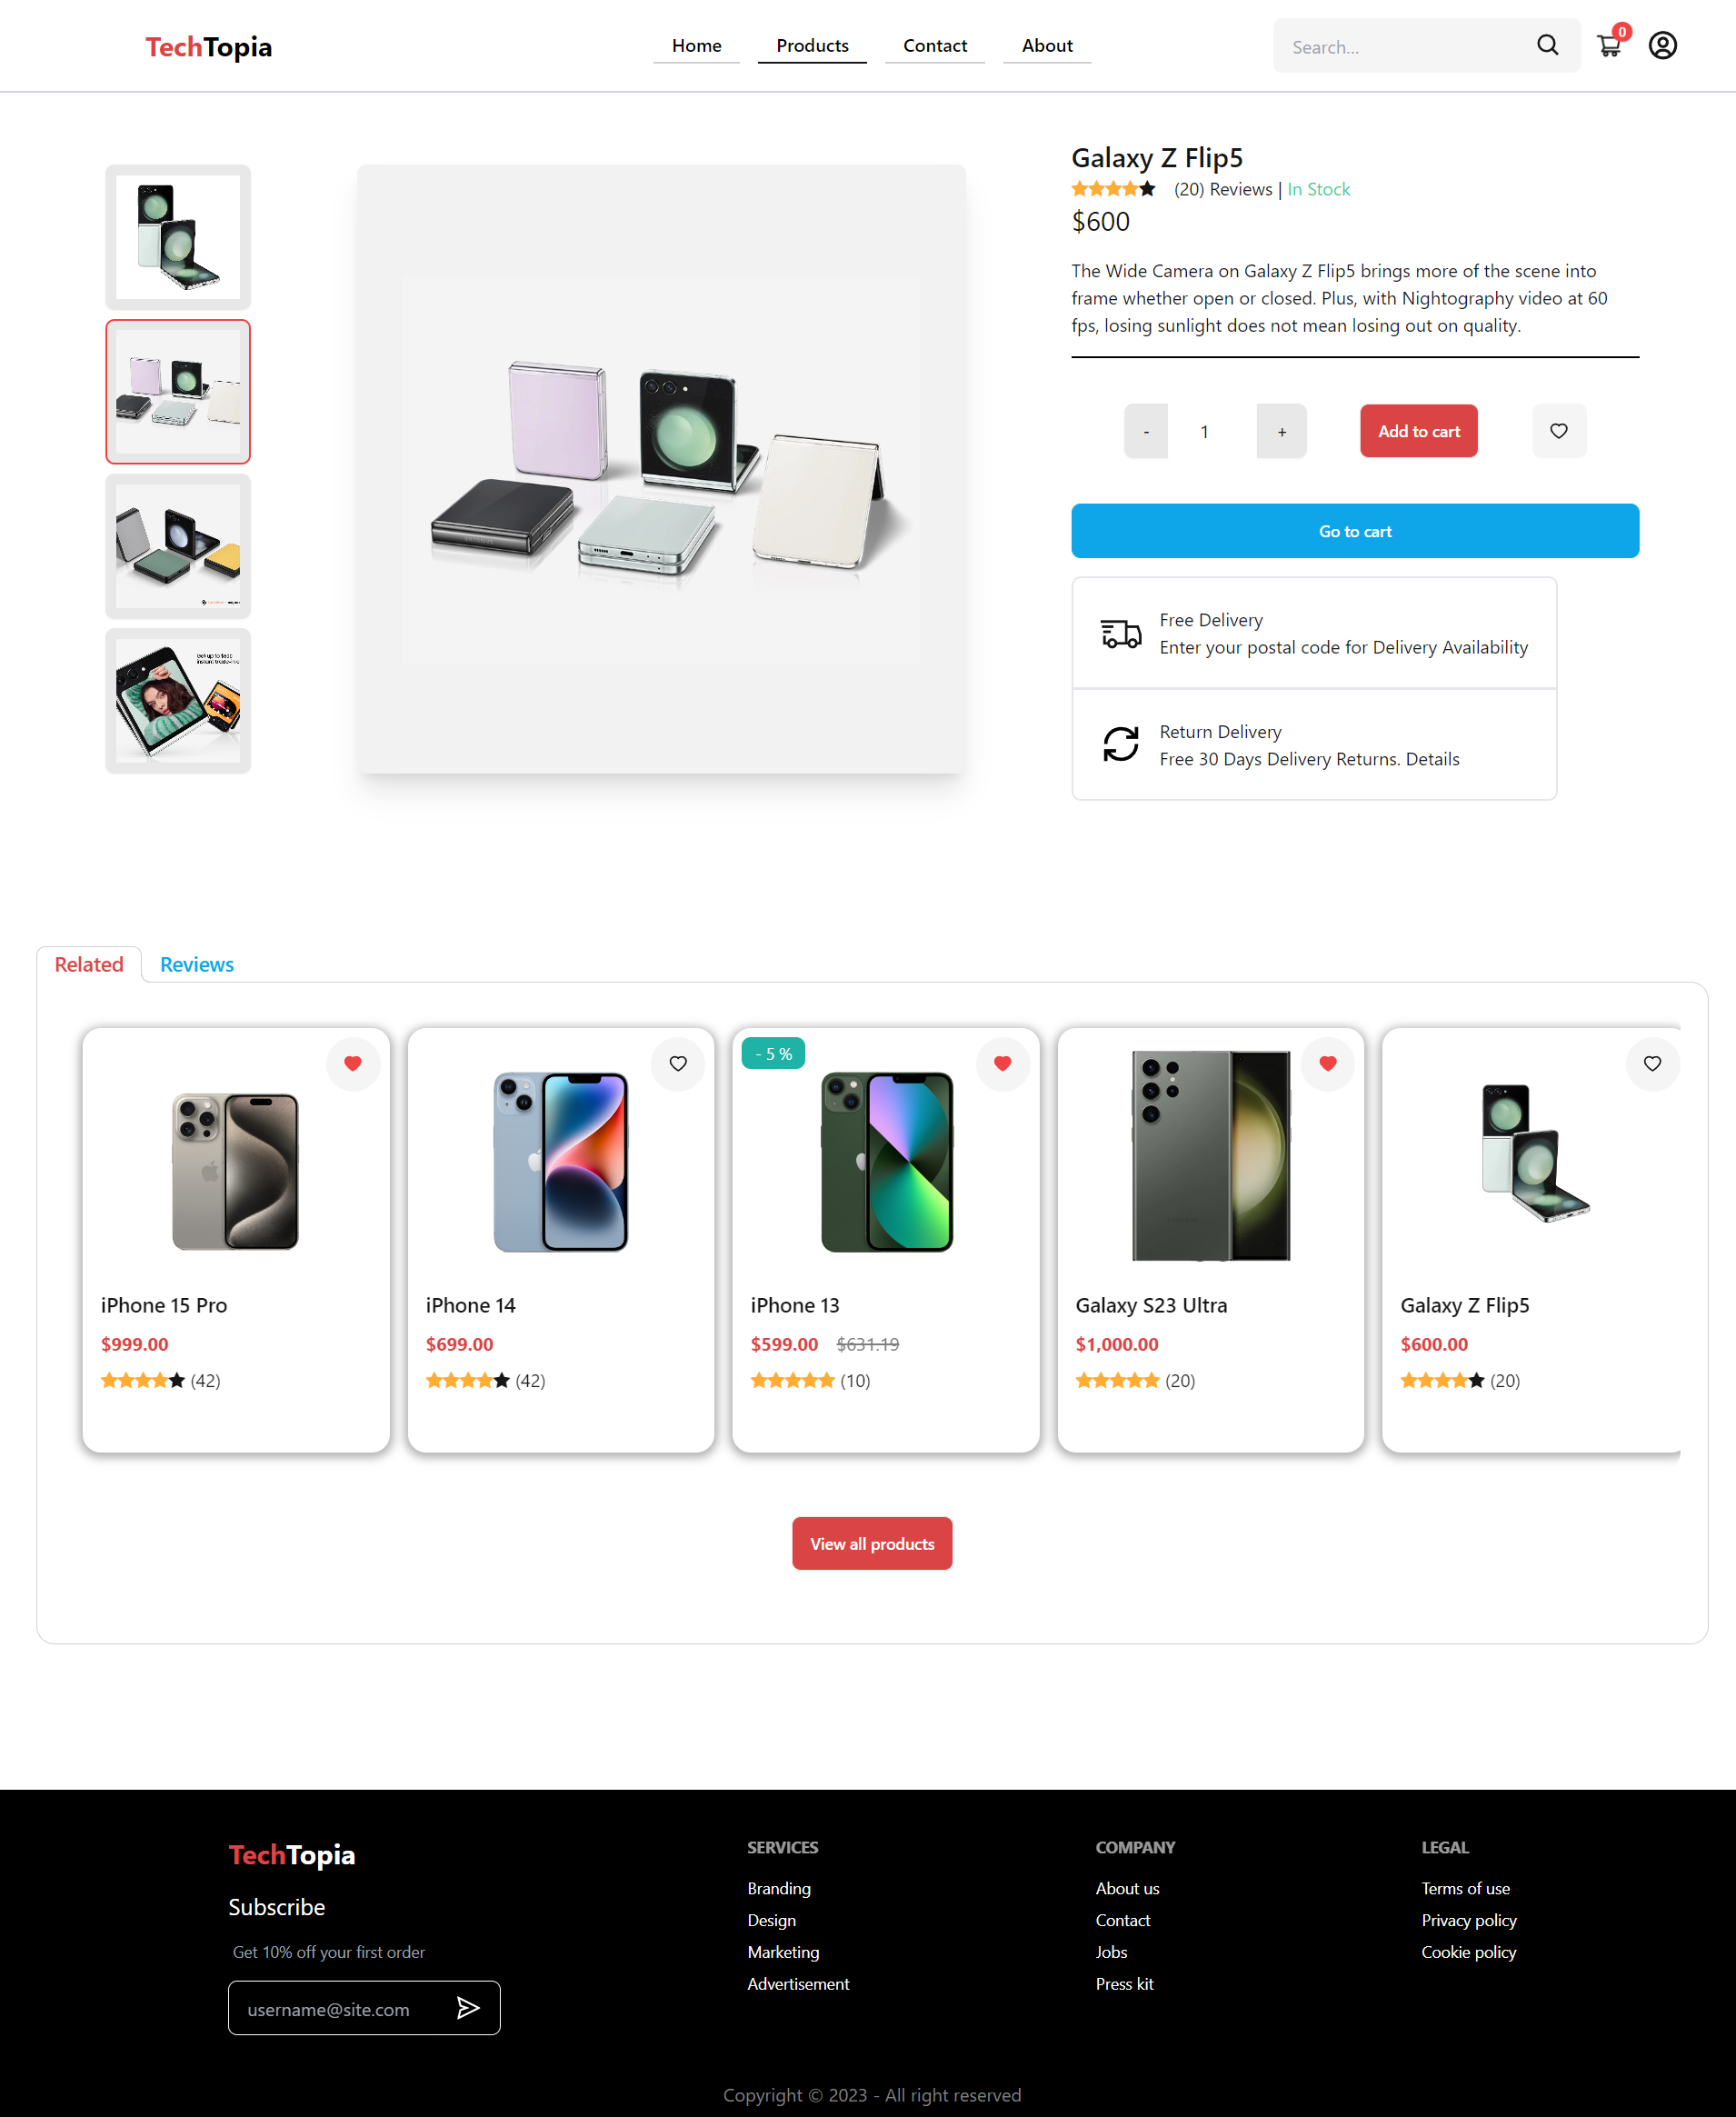 TechTopia
Home
Products
Contact
About
Search...
0
Galaxy Z Flip5
(20) Reviews | In Stock
$600
The Wide Camera on Galaxy Z Flip5 brings more of the scene into
frame whether open or closed. Plus, with Nightography video at 60
fps, losing sunlight does not mean losing out on quality.
-
1
+
Add to cart
Go to cart
Free Delivery
Enter your postal code for Delivery Availability
Return Delivery
Free 30 Days Delivery Returns. Details
Related
Reviews
- 5 %
iPhone 15 Pro
$999.00
(42)
iPhone 14
$699.00
(42)
iPhone 13
$599.00 $631.19
(10)
Galaxy S23 Ultra
$1,000.00
(20)
Galaxy Z Flip5
$600.00
(20)
View all products
TechTopia
Subscribe
Get 10% off your first order
username@site.com
SERVICES
Branding
Design
Marketing
Advertisement
COMPANY
About us
Contact
Jobs
Press kit
LEGAL
Terms of use
Privacy policy
Cookie policy
Copyright © 2023 - All right reserved